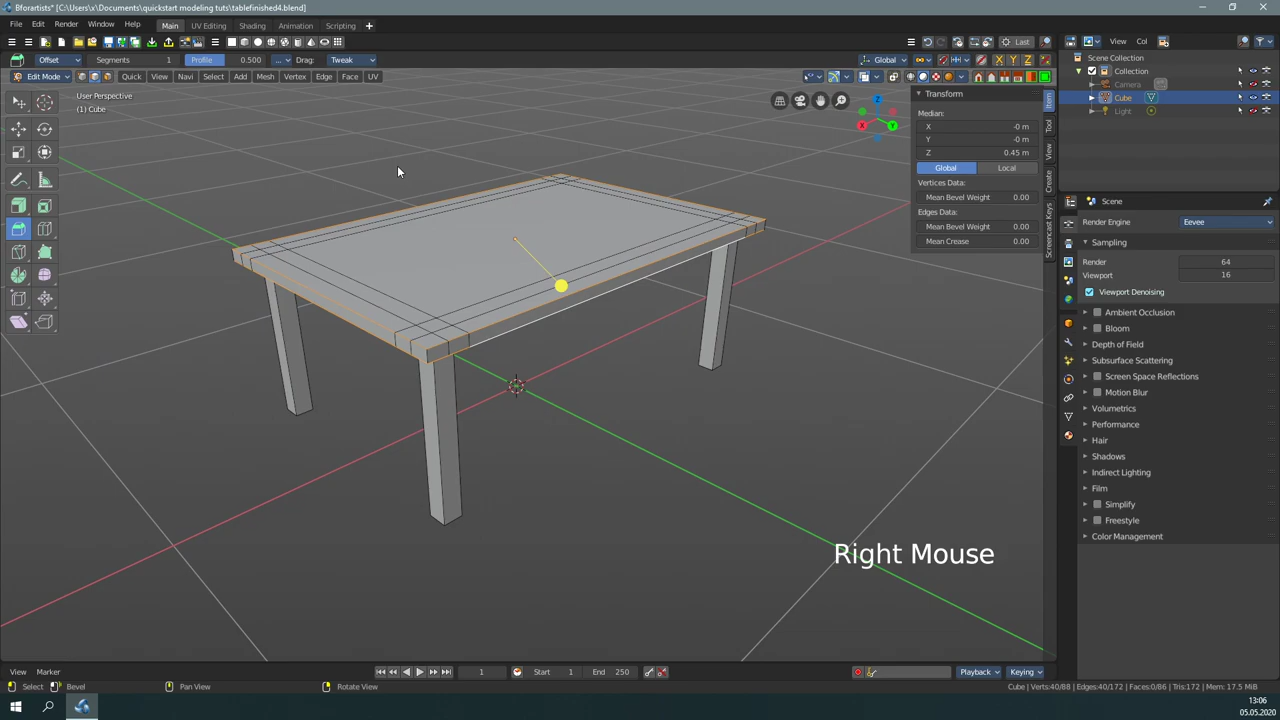 Bforartists* [C:\Users\x\Documents\quickstart modeling tuts\tablefinished4.blend]
File Edit Render Window Help Main UV Editing Shading Animation Scripting
Last View Col
Offset Segments 1 Profile 0.500 ... Drag: Tweak Global X Y Z
Edit Mode Quick View Navi Select Add Mesh Vertex Edge Face UV
User Perspective
(1) Cube
Scene Collection
Collection
Camera
Cube
Light
Transform
Median:
X -0 m
Y -0 m
Z 0.45 m
Global Local
Vertices Data:
Mean Bevel Weight 0.00
Edges Data:
Mean Bevel Weight 0.00
Mean Crease 0.00
Item
Tool
View
Create
Screencast Keys
X Y Z
Scene
Render Engine Eevee
Sampling
Render 64
Viewport 16
Viewport Denoising
Ambient Occlusion
Bloom
Depth of Field
Subsurface Scattering
Screen Space Reflections
Motion Blur
Volumetrics
Performance
Hair
Shadows
Indirect Lighting
Film
Simplify
Freestyle
Color Management
Right Mouse
View Marker 1 Start 1 End 250 Playback Keying
Select Bevel Pan View Rotate View Cube | Verts:40/88 | Edges:40/172 | Faces:0/86 | Tris:172 | Mem: 17.5 MiB
13:06
05.05.2020